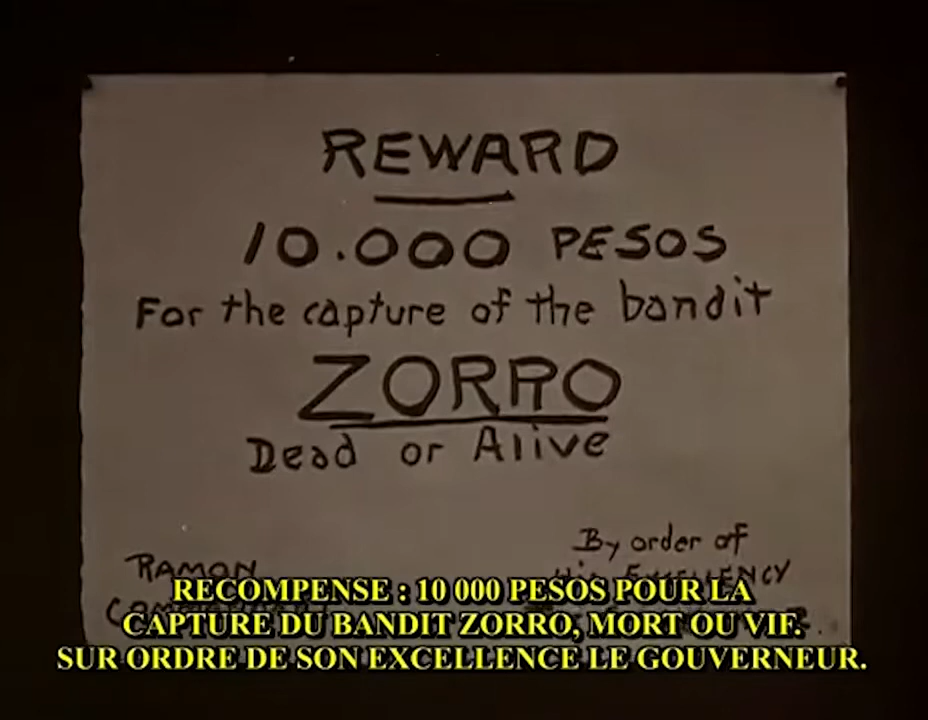 REWARD
10.000 PESOS
For the capture of the bandit
ZORRO
Dead or Alive
By order of
RAMON
EXCELLENCY
RECOMPENSE : 10 000 PESOS POUR LA
CAPTURE DU BANDIT ZORRO, MORT OU VIF.
SUR ORDRE DE SON EXCELLENCE LE GOUVERNEUR.